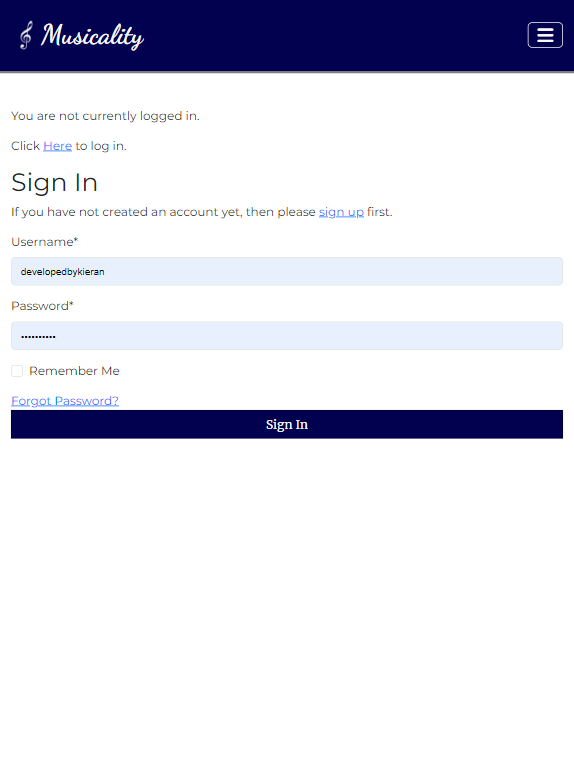 Musicality
You are not currently logged in.
Click Here to log in.
Sign In
If you have not created an account yet, then please sign up first.
Username*
developedbykieran
Password*
••••••••••
Remember Me
Forgot Password?
Sign In